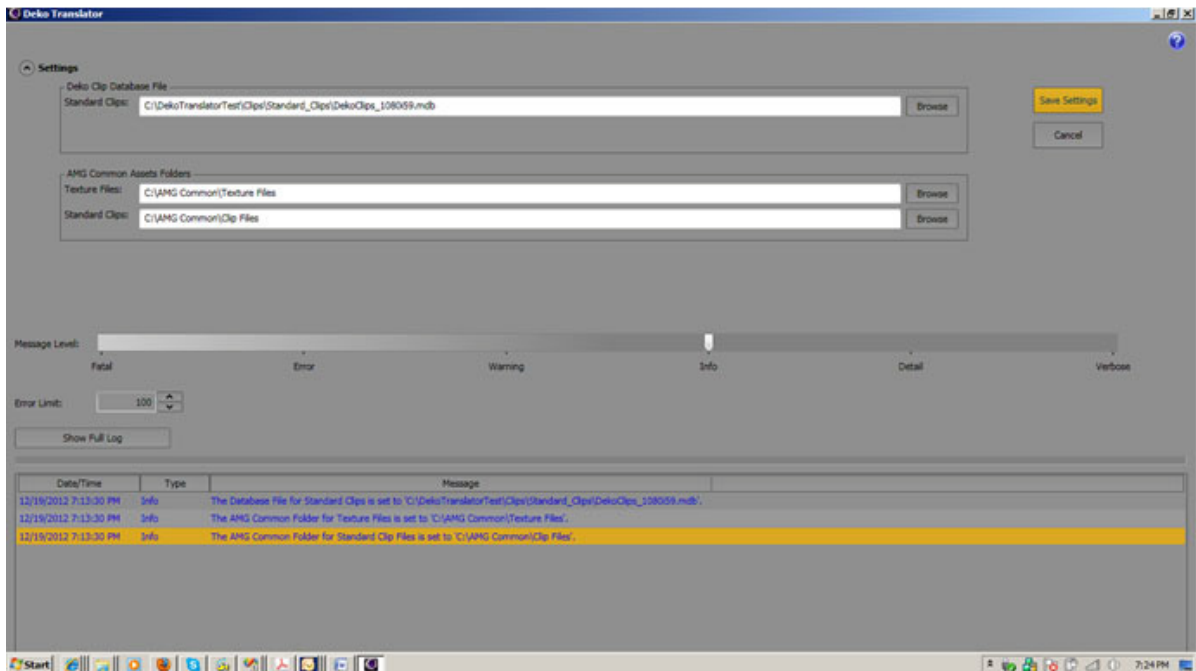 Deko Translator
Settings
Deko Clip Database File
Standard Clips: C:\DekoTranslatorTest\Clips\Standard_Clips\DekoClips_1080i59.mdb Browse
Save Settings
Cancel
AMG Common Assets Folders
Texture Files: C:\AMG Common\Texture Files Browse
Standard Clips: C:\AMG Common\Clip Files Browse
Message Level:
Fatal Error Warning Info Detail Verbose
Error Limit: 100
Show Full Log
Date/Time Type Message
12/19/2012 7:13:30 PM Info The Database File for Standard Clips is set to 'C:\DekoTranslatorTest\Clips\Standard_Clips\DekoClips_1080i59.mdb'.
12/19/2012 7:13:30 PM Info The AMG Common Folder for Texture Files is set to 'C:\AMG Common\Texture Files'.
12/19/2012 7:13:30 PM Info The AMG Common Folder for Standard Clip Files is set to 'C:\AMG Common\Clip Files'.
Start 7:24 PM